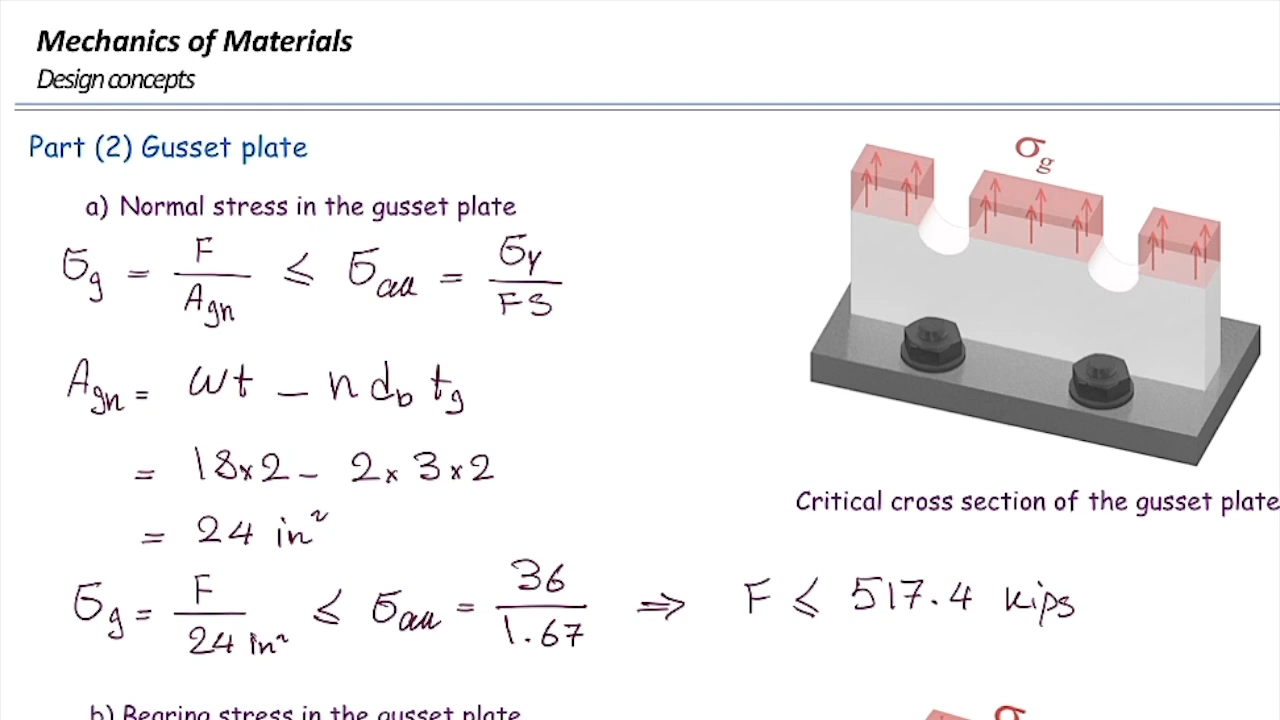 Mechanics of Materials
Design concepts
Part (2) Gusset plate
σg
a) Normal stress in the gusset plate
σg = F / Agn ≤ σall = σY / FS
Agn = wt - n db tg
= 18 × 2 - 2 × 3 × 2
= 24 in²
Critical cross section of the gusset plate
σg = F / 24 in² ≤ σall = 36 / 1.67 ⇒ F ≤ 517.4 kips
b) Bearing stress in the gusset plate
σ